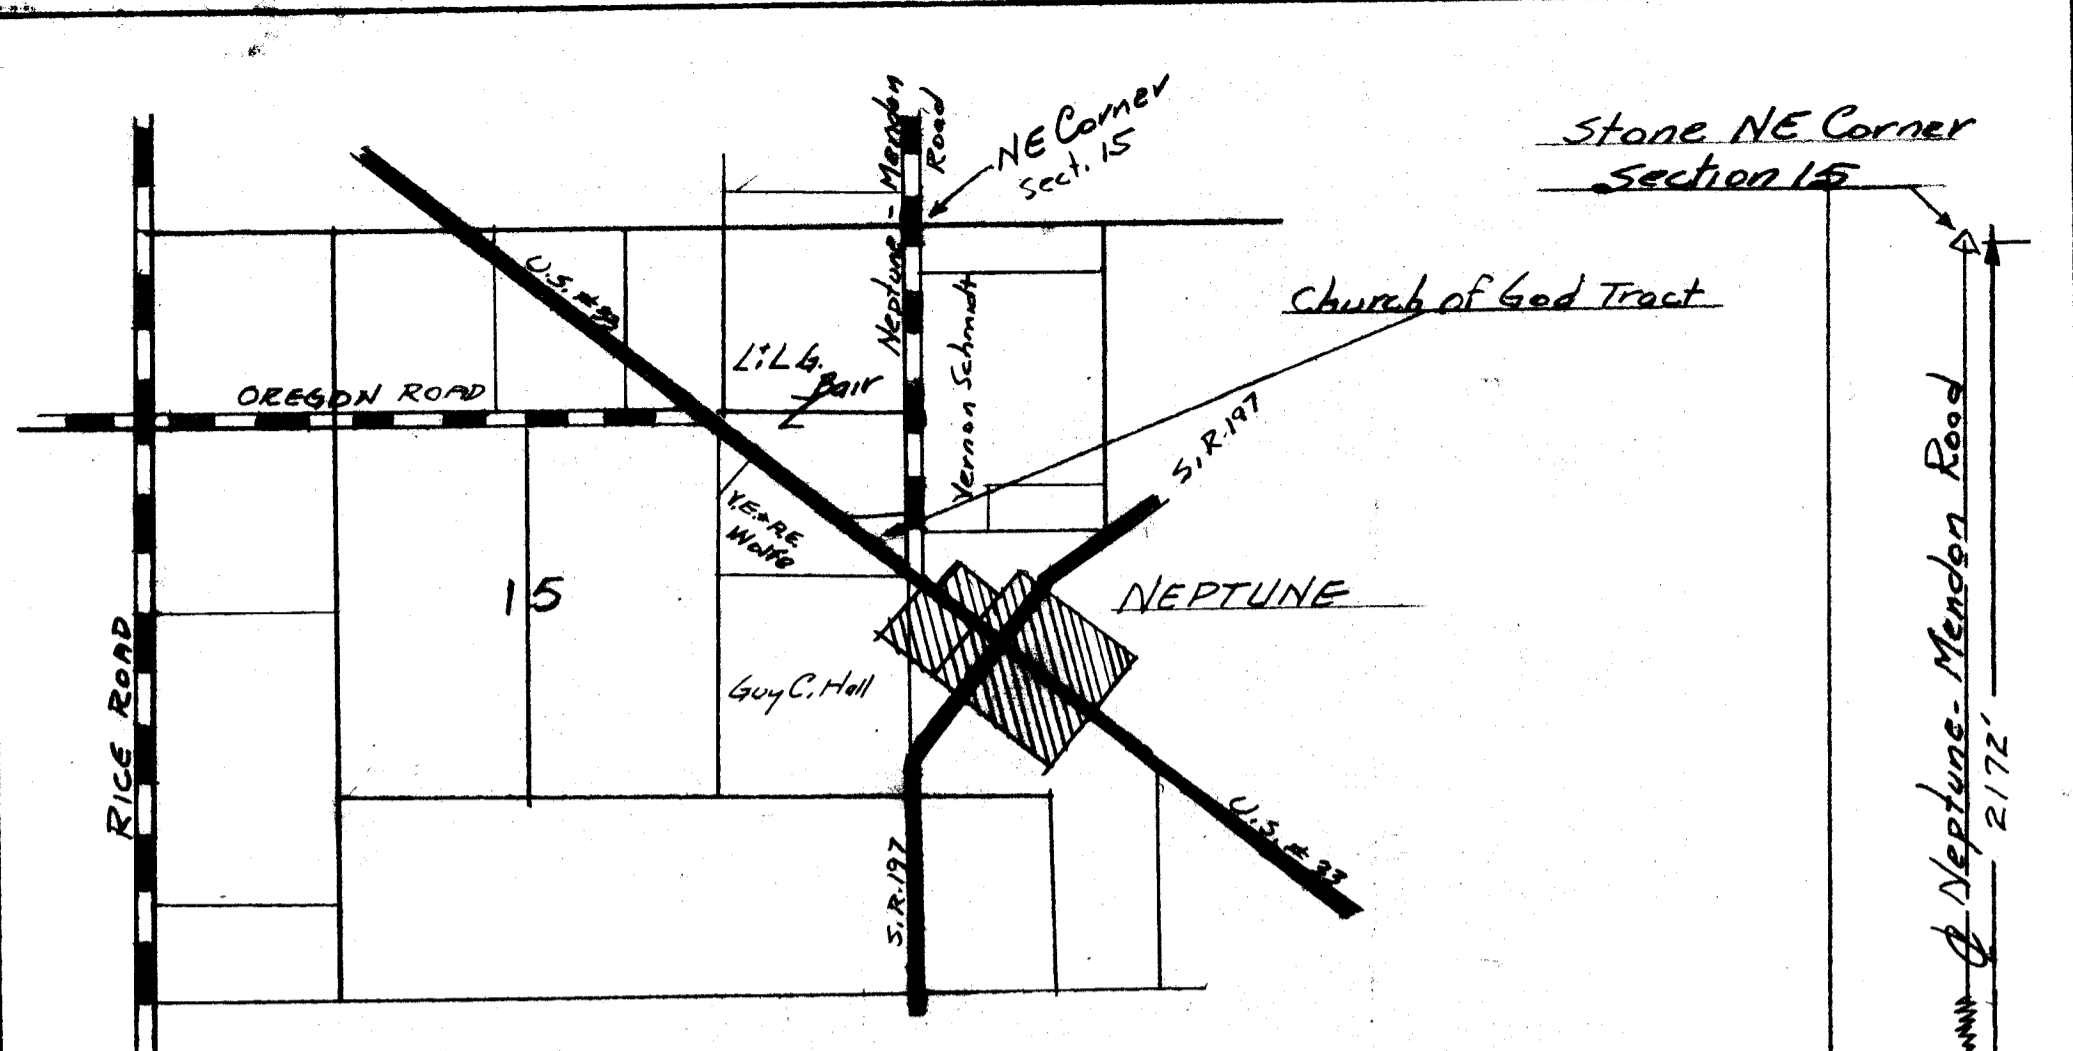 Neptune - Mendon
Road
NE Corner
Sect. 15
Stone NE Corner
Section 15
U.S. #33
Church of God Tract
OREGON ROAD
Bair
Vernon Schmidt
S.R.197
Wolfe
15
NEPTUNE
RICE ROAD
Guy C. Hall
S.R.197
U.S. # 33
℄ Neptune - Mendon Road
2172'